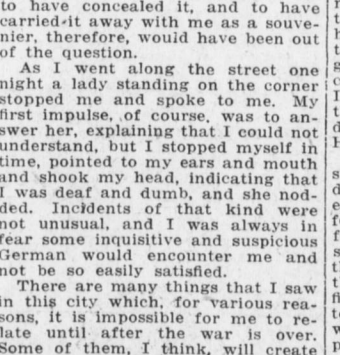 to have concealed it, and to have
carried it away with me as a souve-
nier, therefore, would have been out
of the question.
As I went along the street one
night a lady standing on the corner
stopped me and spoke to me. My
first impulse, of course, was to an-
swer her, explaining that I could not
understand, but I stopped myself in
time, pointed to my ears and mouth
and shook my head, indicating that
I was deaf and dumb, and she nod-
ded. Incidents of that kind were
not unusual, and I was always in
fear some inquisitive and suspicious
German would encounter me and
not be so easily satisfied.
There are many things that I saw
in this city which, for various rea-
sons, it is impossible for me to re-
late until after the war is over.
Some of them, I think, will create